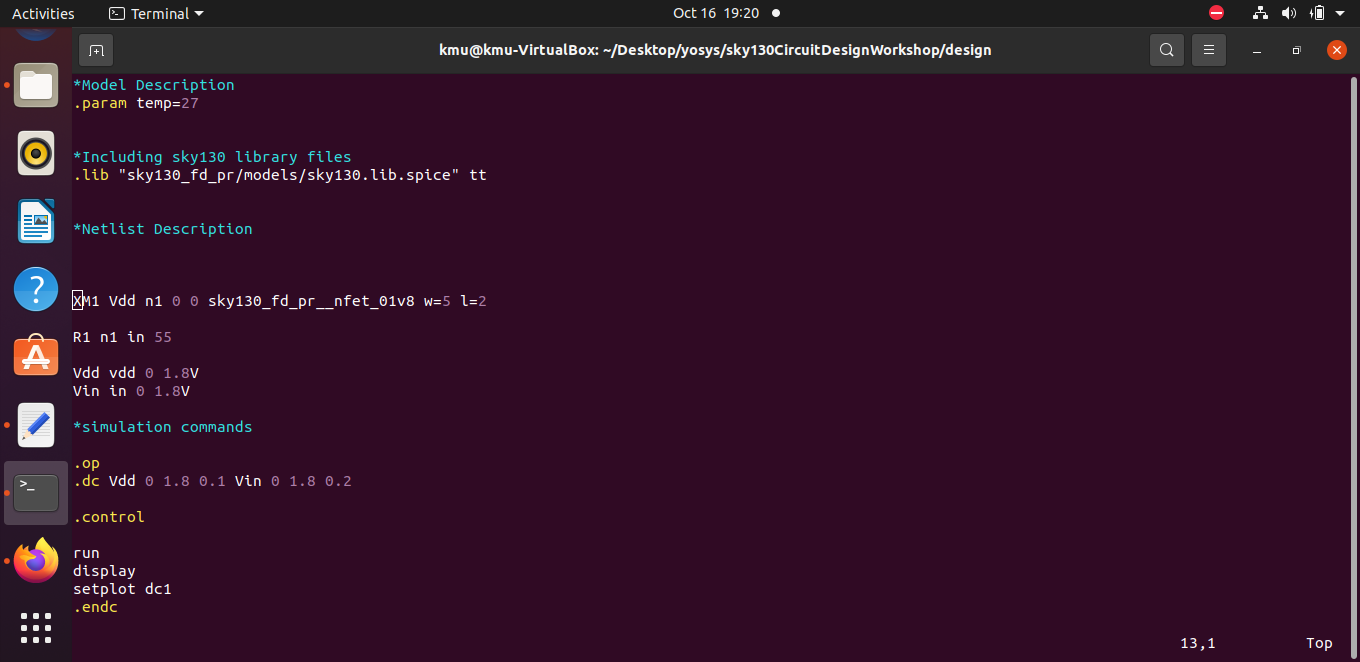 Activities
Terminal
Oct 16 19:20
kmu@kmu-VirtualBox: ~/Desktop/yosys/sky130CircuitDesignWorkshop/design
*Model Description
.param temp=27
*Including sky130 library files
.lib "sky130_fd_pr/models/sky130.lib.spice" tt
*Netlist Description
XM1 Vdd n1 0 0 sky130_fd_pr__nfet_01v8 w=5 l=2
R1 n1 in 55
Vdd vdd 0 1.8V
Vin in 0 1.8V
*simulation commands
.op
.dc Vdd 0 1.8 0.1 Vin 0 1.8 0.2
.control
run
display
setplot dc1
.endc
13,1 Top